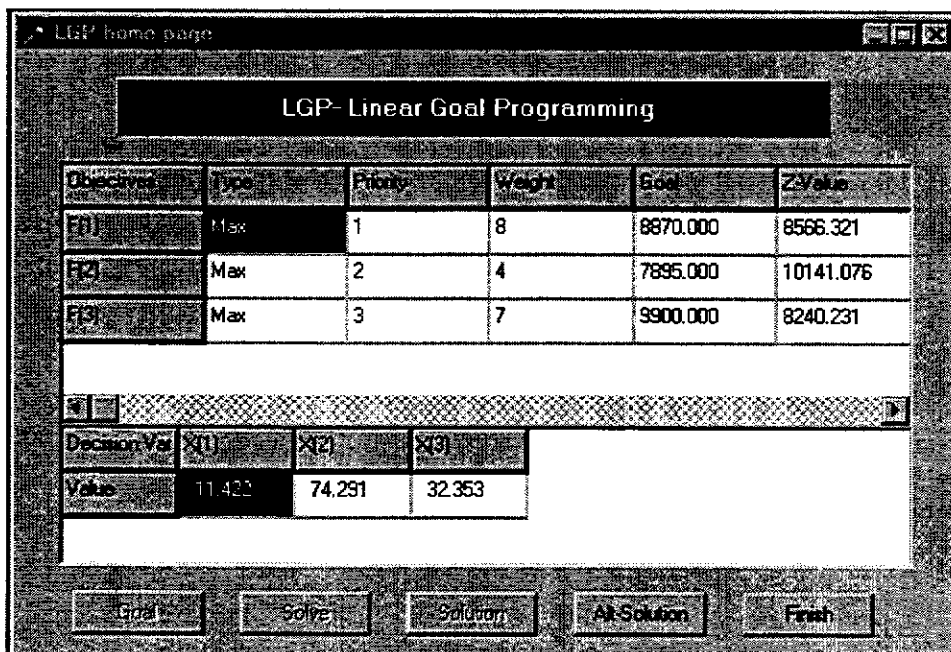 LGP home page
LGP- Linear Goal Programming
Objectives Type Priority Weight Goal Z-Value
F(1) Max 1 8 8870.000 8566.321
F(2) Max 2 4 7895.000 10141.076
F(3) Max 3 7 9900.000 8240.231
Decision Var X(1) X(2) X(3)
Value 11.422 74.291 32.353
Goal Solve Solution Alt-Solution Finish